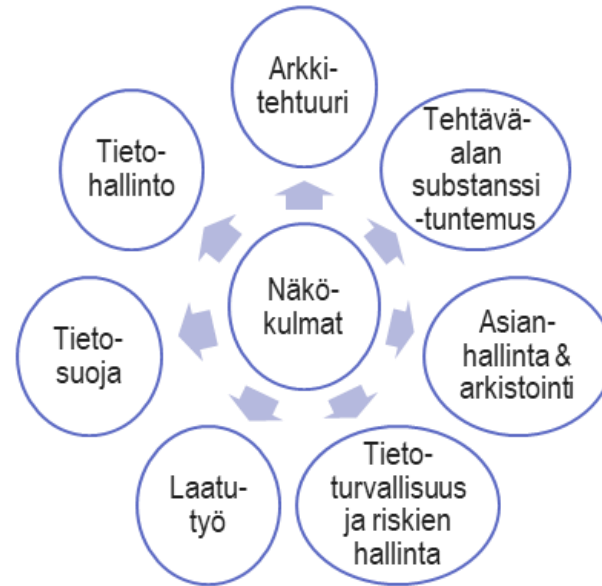 Arkki-
tehtuuri
Tehtävä-
alan
substanssi
-tuntemus
Asian-
hallinta &
arkistointi
Tieto-
turvallisuus
ja riskien
hallinta
Laatu-
työ
Tieto-
suoja
Tieto-
hallinto
Näkö-
kulmat